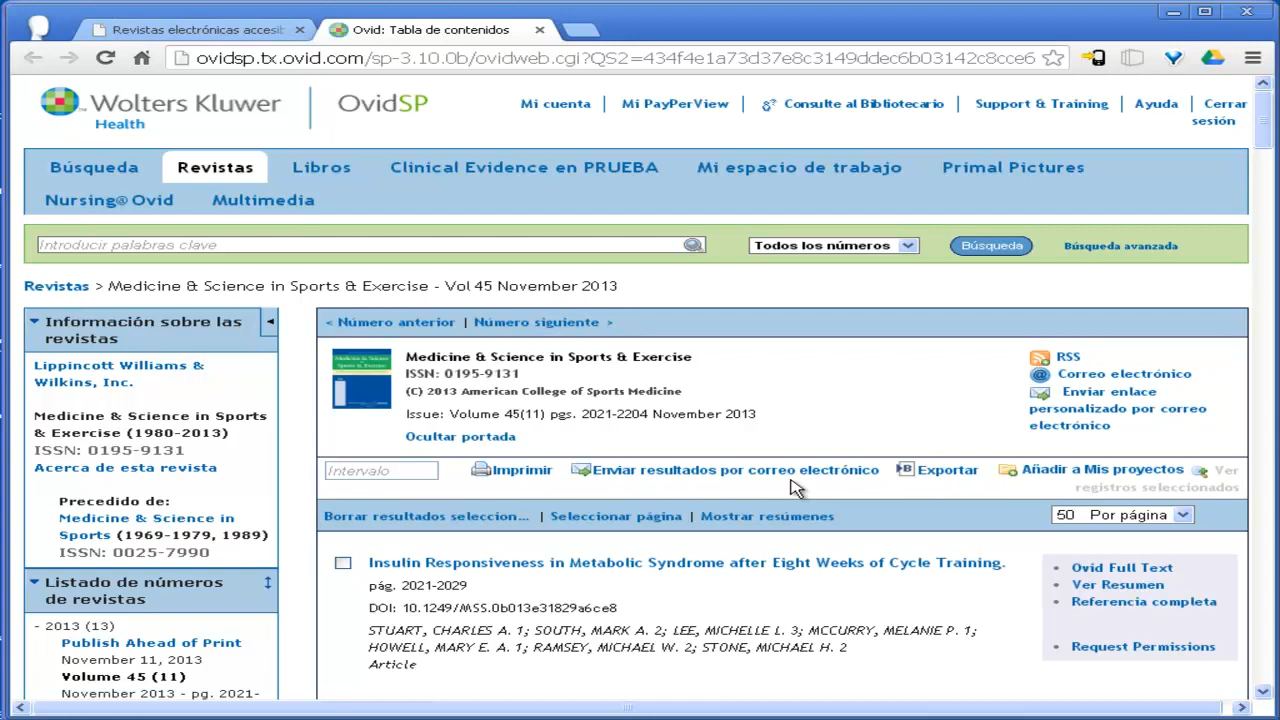 Revistas electrónicas accesib
Ovid: Tabla de contenidos
ovidsp.tx.ovid.com/sp-3.10.0b/ovidweb.cgi?QS2=434f4e1a73d37e8c3149ddec6b03142c8cce6
Wolters Kluwer
Health
OvidSP
Mi cuenta | Mi PayPerView | Consulte al Bibliotecario | Support & Training | Ayuda | Cerrar sesión
Búsqueda Revistas Libros Clinical Evidence en PRUEBA Mi espacio de trabajo Primal Pictures
Nursing@Ovid Multimedia
Introducir palabras clave Todos los números Búsqueda Búsqueda avanzada
Revistas > Medicine & Science in Sports & Exercise - Vol 45 November 2013
Información sobre las
revistas
Lippincott Williams &
Wilkins, Inc.
Medicine & Science in Sports
& Exercise (1980-2013)
ISSN: 0195-9131
Acerca de esta revista
Precedido de:
Medicine & Science in
Sports (1969-1979, 1989)
ISSN: 0025-7990
Listado de números
de revistas
- 2013 (13)
Publish Ahead of Print
November 11, 2013
Volume 45 (11)
November 2013 - pg. 2021-
< Número anterior | Número siguiente >
Medicine & Science in Sports & Exercise
ISSN: 0195-9131
(C) 2013 American College of Sports Medicine
Issue: Volume 45(11) pgs. 2021-2204 November 2013
Ocultar portada
RSS
Correo electrónico
Enviar enlace
personalizado por correo
electrónico
Intervalo Imprimir Enviar resultados por correo electrónico Exportar Añadir a Mis proyectos Ver
registros seleccionados
Borrar resultados seleccion... | Seleccionar página | Mostrar resúmenes 50 Por página
Insulin Responsiveness in Metabolic Syndrome after Eight Weeks of Cycle Training.
pág. 2021-2029
DOI: 10.1249/MSS.0b013e31829a6ce8
STUART, CHARLES A. 1; SOUTH, MARK A. 2; LEE, MICHELLE L. 3; MCCURRY, MELANIE P. 1;
HOWELL, MARY E. A. 1; RAMSEY, MICHAEL W. 2; STONE, MICHAEL H. 2
Article
• Ovid Full Text
• Ver Resumen
• Referencia completa
• Request Permissions